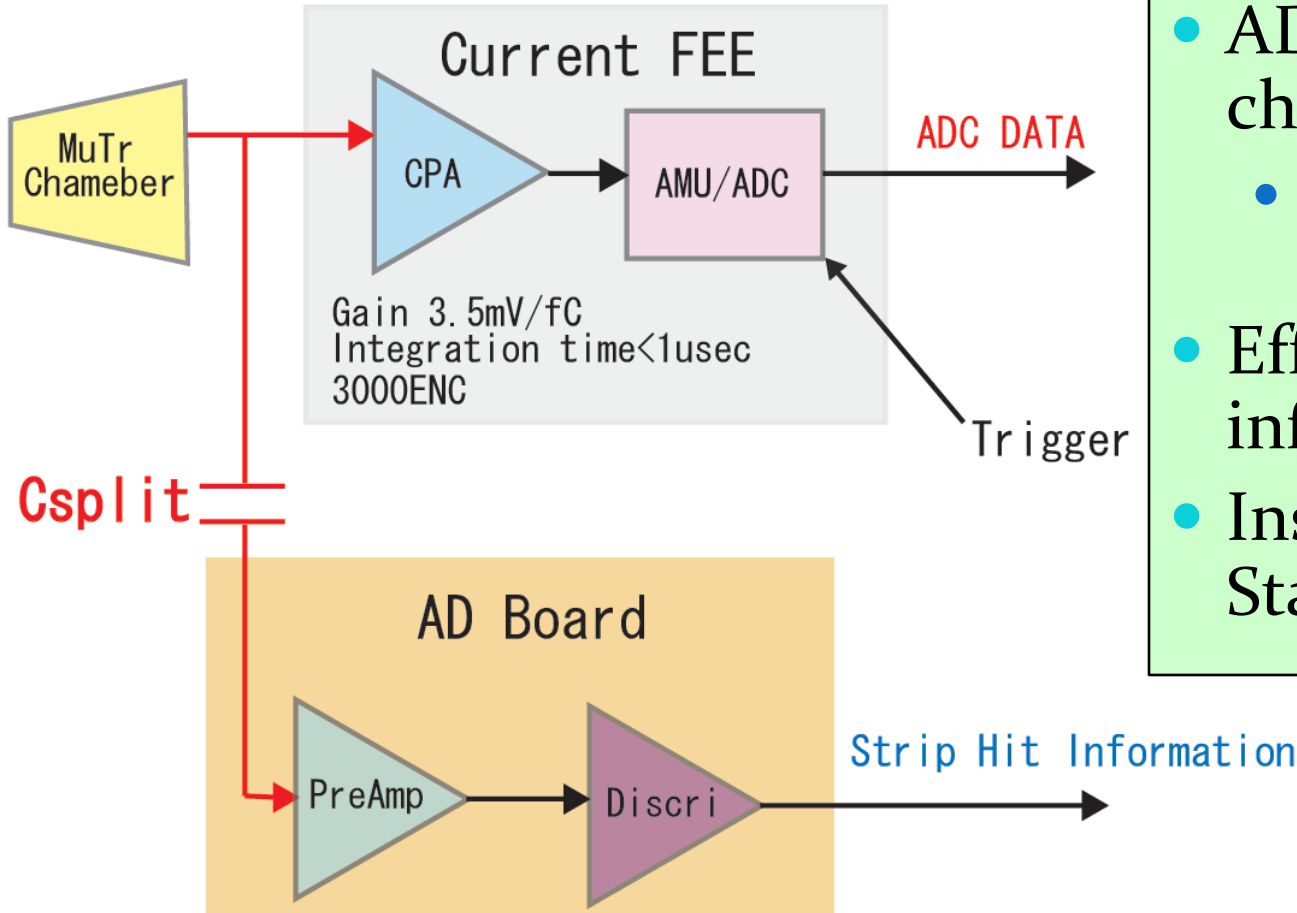 Current FEE
MuTr
Chameber
CPA
AMU/ADC
ADC DATA
Gain 3.5mV/fC
Integration time<1usec
3000ENC
Trigger
Csplit
AD Board
PreAmp
Discri
Strip Hit Information